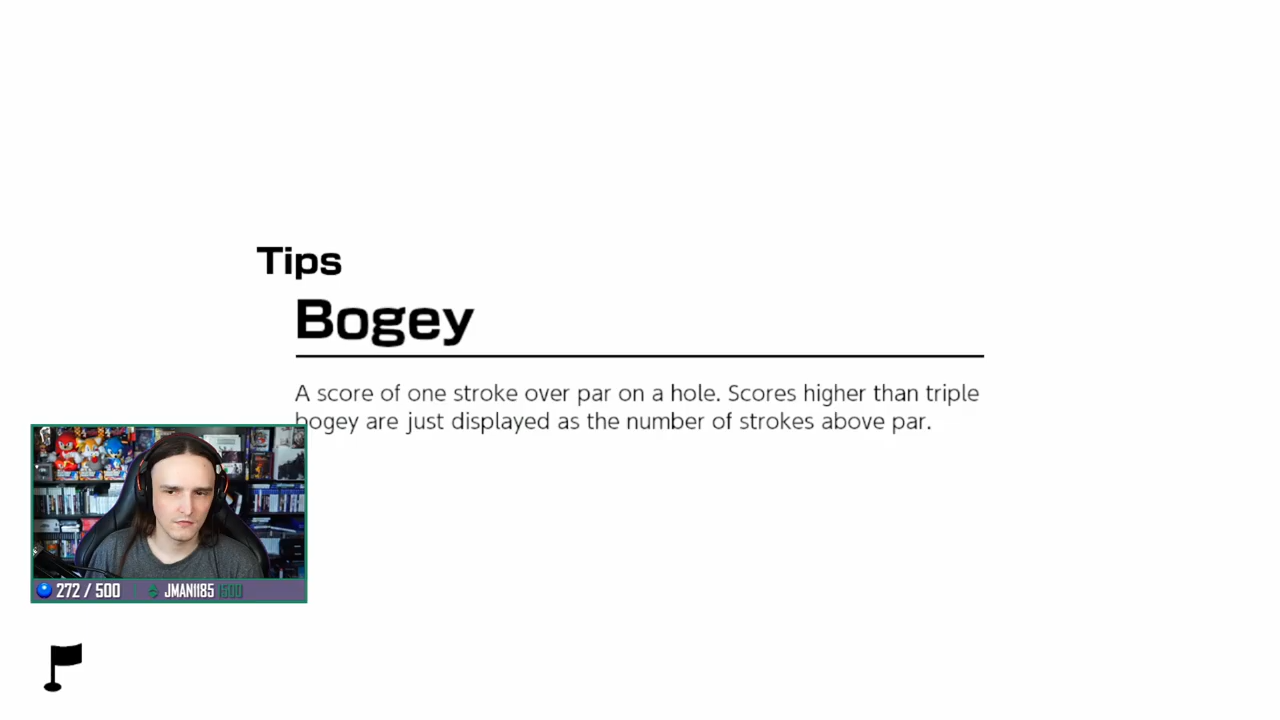 Tips
Bogey
A score of one stroke over par on a hole. Scores higher than triple
bogey are just displayed as the number of strokes above par.
272 / 500
JMAN1185